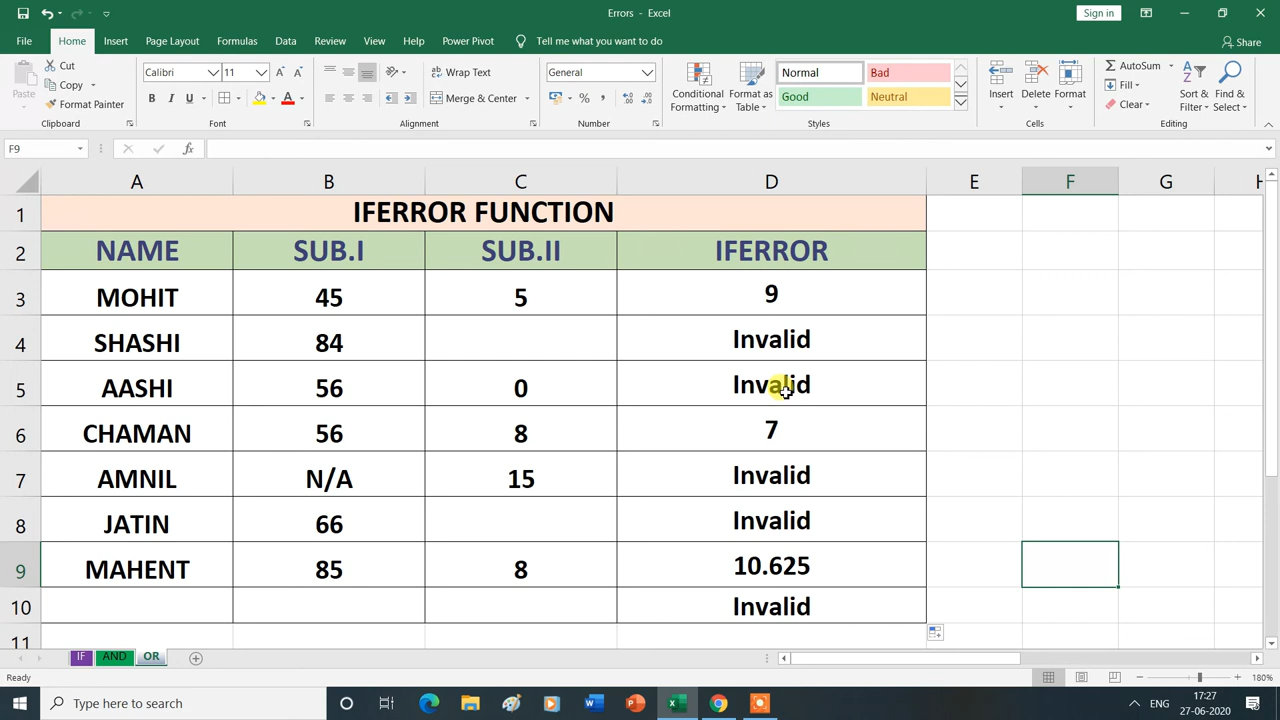 Errors - Excel
Sign in
File Home Insert Page Layout Formulas Data Review View Help Power Pivot Tell me what you want to do Share
Paste
Cut
Copy
Format Painter
Clipboard
Calibri 11
B I U
A A A
Font
Wrap Text
Merge & Center
Alignment
General
% ,
Number
Conditional Formatting
Format as Table
Normal Bad
Good Neutral
Styles
Insert Delete Format
Cells
AutoSum
Fill
Clear
Sort & Filter
Find & Select
Editing
F9 fx
A B C D E F G H
1 IFERROR FUNCTION
2 NAME SUB.I SUB.II IFERROR
3 MOHIT 45 5 9
4 SHASHI 84 Invalid
5 AASHI 56 0 Invalid
6 CHAMAN 56 8 7
7 AMNIL N/A 15 Invalid
8 JATIN 66 Invalid
9 MAHENT 85 8 10.625
10 Invalid
11
IF AND OR
Ready 180%
Type here to search
ENG
17:27
27-06-2020